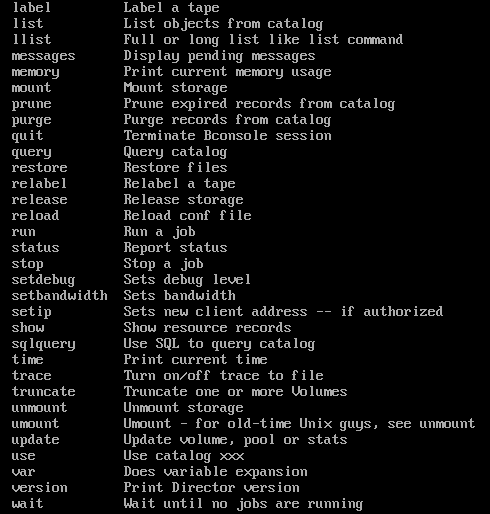 label Label a tape
list List objects from catalog
llist Full or long list like list command
messages Display pending messages
memory Print current memory usage
mount Mount storage
prune Prune expired records from catalog
purge Purge records from catalog
quit Terminate Bconsole session
query Query catalog
restore Restore files
relabel Relabel a tape
release Release storage
reload Reload conf file
run Run a job
status Report status
stop Stop a job
setdebug Sets debug level
setbandwidth Sets bandwidth
setip Sets new client address -- if authorized
show Show resource records
sqlquery Use SQL to query catalog
time Print current time
trace Turn on/off trace to file
truncate Truncate one or more Volumes
unmount Unmount storage
umount Umount - for old-time Unix guys, see unmount
update Update volume, pool or stats
use Use catalog xxx
var Does variable expansion
version Print Director version
wait Wait until no jobs are running